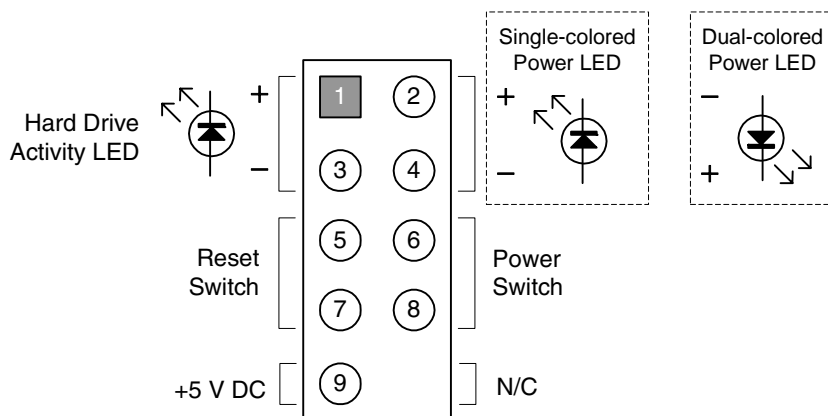 Single-colored
Power LED
Dual-colored
Power LED
+
1
2
+
−
Hard Drive
Activity LED
−
3
4
−
+
Reset
Switch
5
6
Power
Switch
7
8
+5 V DC
9
N/C